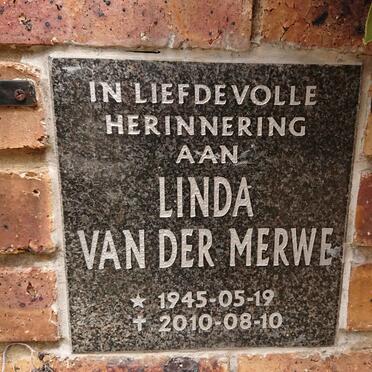 IN LIEFDEVOLLE
HERINNERING
AAN
LINDA
VAN DER MERWE
★ 1945-05-19
✝ 2010-08-10